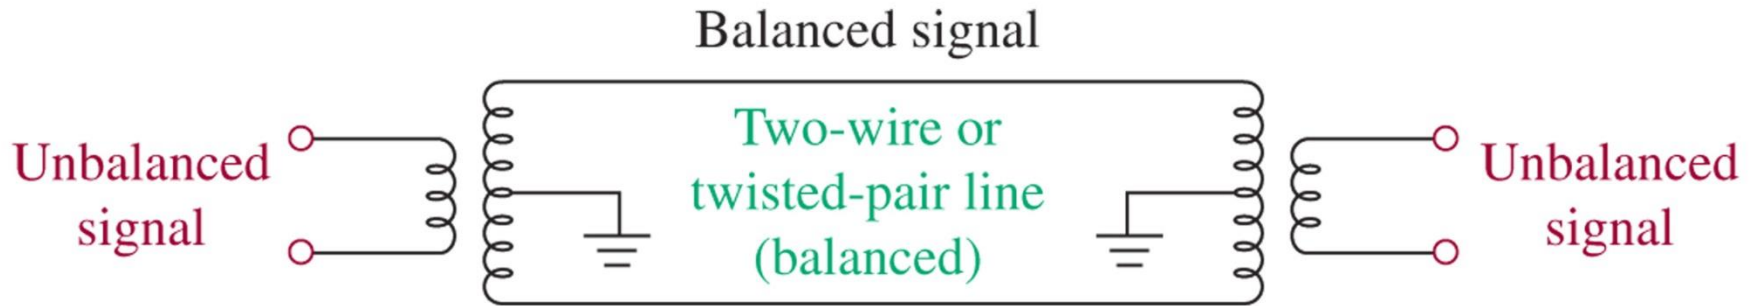 Balanced signal
Unbalanced
signal
Two-wire or
twisted-pair line
(balanced)
Unbalanced
signal